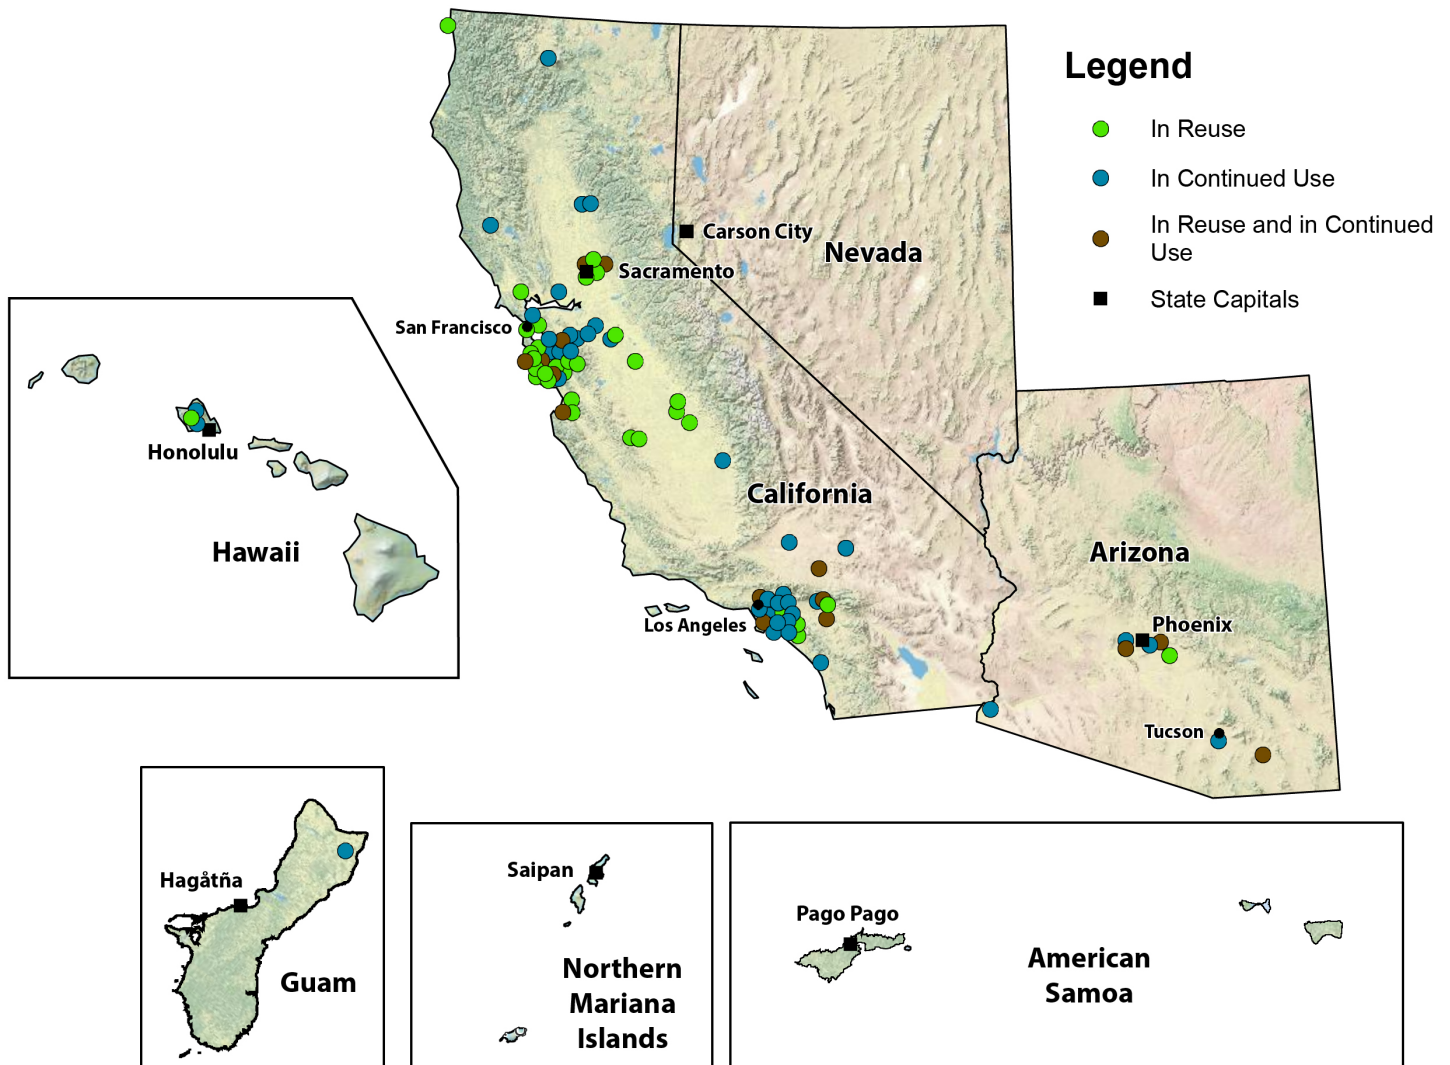 Legend
In Reuse
In Continued Use
In Reuse and in Continued
Use
State Capitals
Carson City
Nevada
Sacramento
San Francisco
Honolulu
Hawaii
California
Arizona
Los Angeles
Phoenix
Tucson
Hagåtña
Guam
Saipan
Northern
Mariana
Islands
Pago Pago
American
Samoa